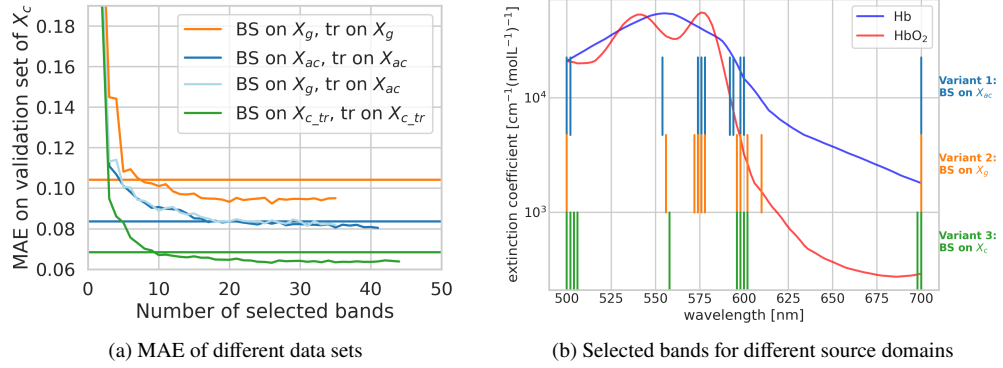 MAE on validation set of X_c
0.18
0.16
0.14
0.12
0.10
0.08
0.06
0
10
20
30
40
50
Number of selected bands
BS on X_g, tr on X_g
BS on X_ac, tr on X_ac
BS on X_g, tr on X_ac
BS on X_c_tr, tr on X_c_tr
(a) MAE of different data sets
extinction coefficient [cm⁻¹(molL⁻¹)⁻¹]
10⁴
10³
500
525
550
575
600
625
650
675
700
wavelength [nm]
Hb
HbO₂
Variant 1:
BS on X_ac
Variant 2:
BS on X_g
Variant 3:
BS on X_c
(b) Selected bands for different source domains